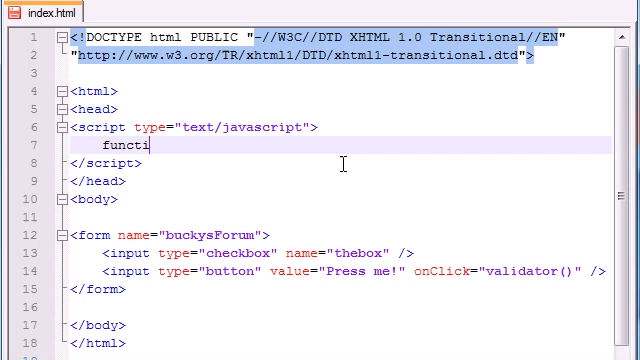 index.html
1 <!DOCTYPE html PUBLIC "-//W3C//DTD XHTML 1.0 Transitional//EN"
2 "http://www.w3.org/TR/xhtml1/DTD/xhtml1-transitional.dtd">
3
4 <html>
5 <head>
6 <script type="text/javascript">
7 functi
8 </script>
9 </head>
10 <body>
11
12 <form name="buckysForum">
13 <input type="checkbox" name="thebox" />
14 <input type="button" value="Press me!" onClick="validator()" />
15 </form>
16
17 </body>
18 </html>